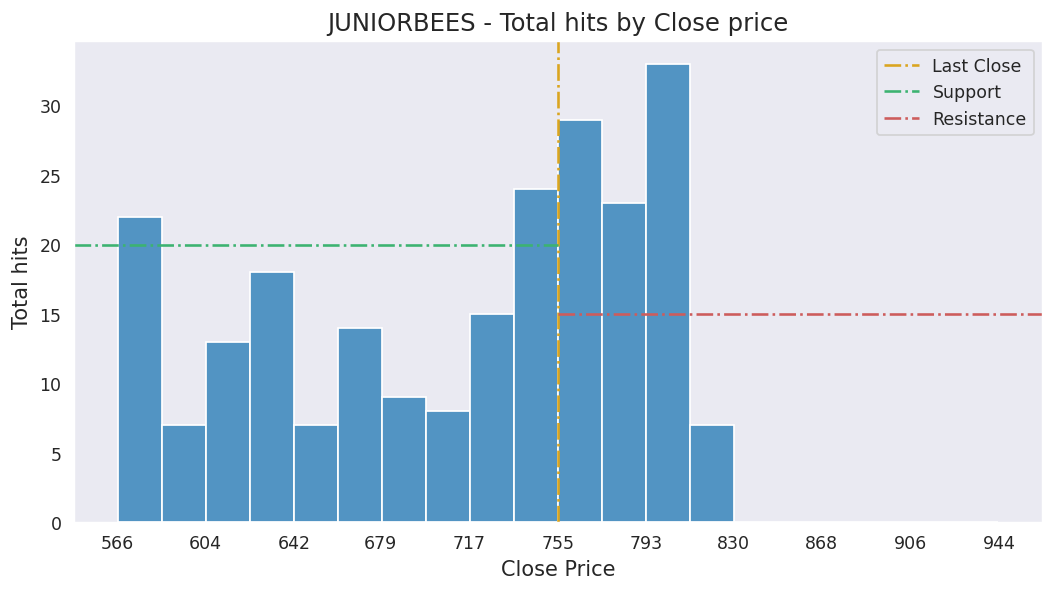 JUNIORBEES - Total hits by Close price
Last Close
Support
Resistance
Total hits
30
25
20
15
10
5
0
566 604 642 679 717 755 793 830 868 906 944
Close Price